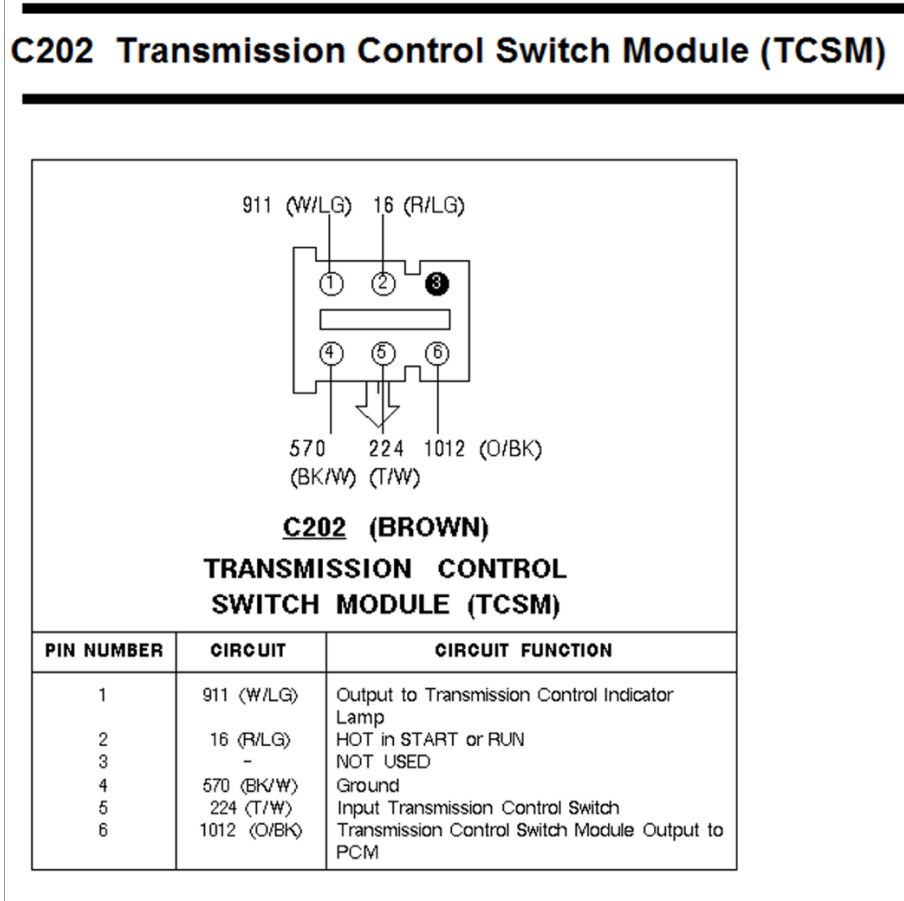 C202 Transmission Control Switch Module (TCSM)
911 (W/LG) 16 (R/LG)
1 2 3
4 5 6
570 224 1012 (O/BK)
(BK/W) (T/W)
C202 (BROWN)
TRANSMISSION CONTROL
SWITCH MODULE (TCSM)
PIN NUMBER CIRCUIT CIRCUIT FUNCTION
1 911 (W/LG) Output to Transmission Control Indicator
Lamp
2 16 (R/LG) HOT in START or RUN
3 - NOT USED
4 570 (BK/W) Ground
5 224 (T/W) Input Transmission Control Switch
6 1012 (O/BK) Transmission Control Switch Module Output to
PCM